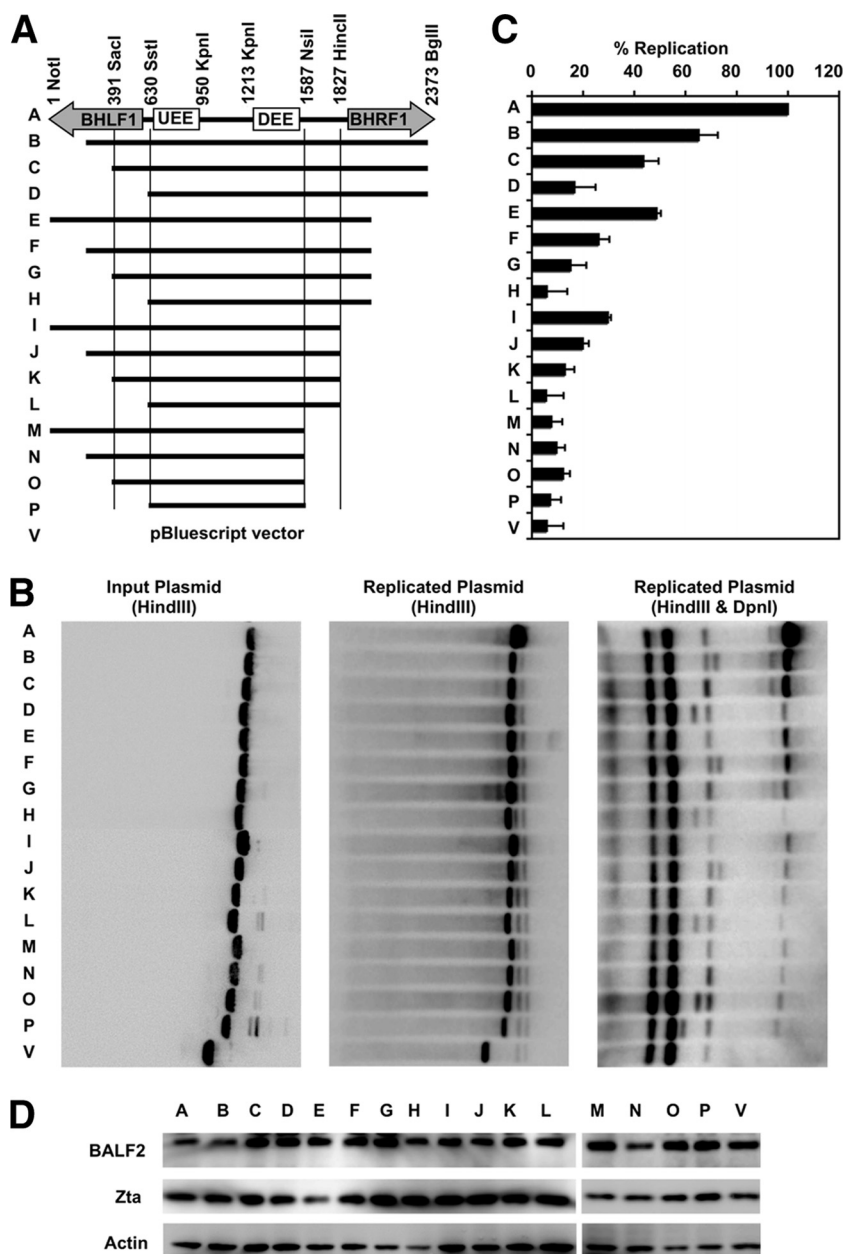 A
1 NotI
391 SacI
630 SstI
950 KpnI
1213 KpnI
1587 NsiI
1827 HincII
2373 BglII
A
BHLF1
UEE
DEE
BHRF1
B
C
D
E
F
G
H
I
J
K
L
M
N
O
P
V
pBluescript vector
C
% Replication
0 20 40 60 80 100 120
A
B
C
D
E
F
G
H
I
J
K
L
M
N
O
P
V
B
Input Plasmid
(HindIII)
Replicated Plasmid
(HindIII)
Replicated Plasmid
(HindIII & DpnI)
A
B
C
D
E
F
G
H
I
J
K
L
M
N
O
P
V
D
A B C D E F G H I J K L M N O P V
BALF2
Zta
Actin